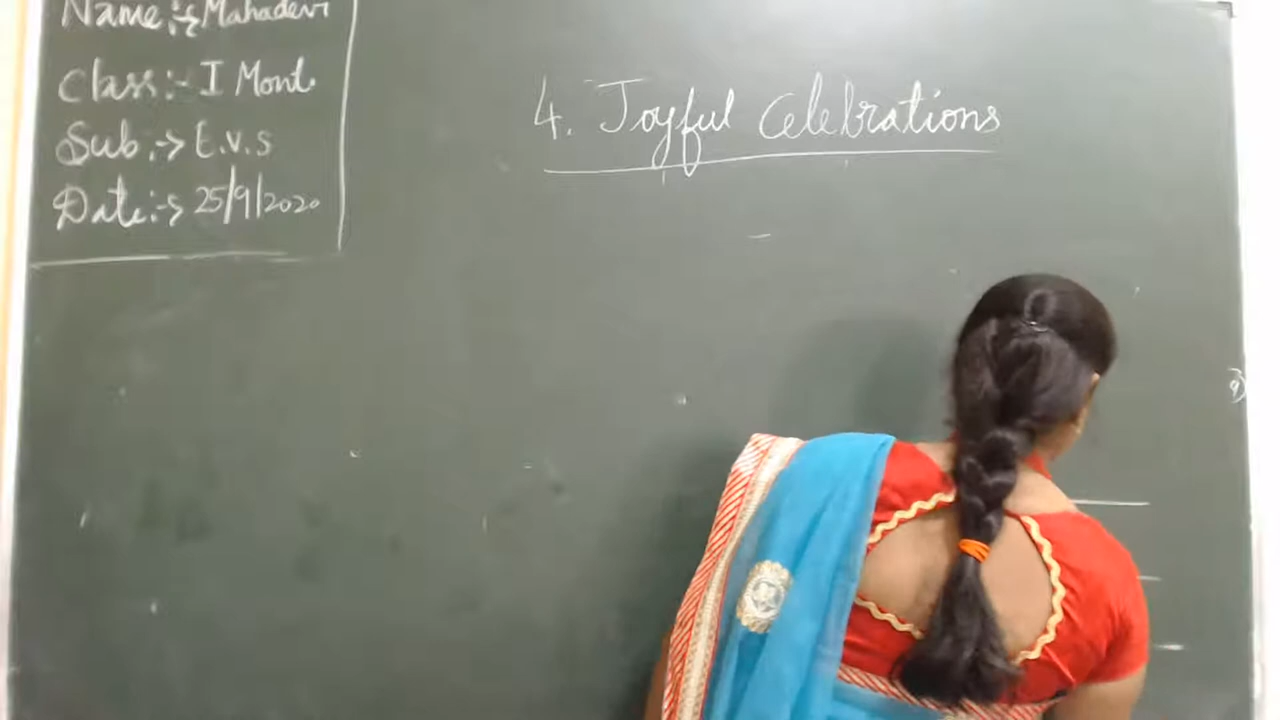 Name :-> Mahadevi
Class :- I Mont.
Sub :-> E.v.s
Date :-> 25/9/2020
4. Joyful Celebrations